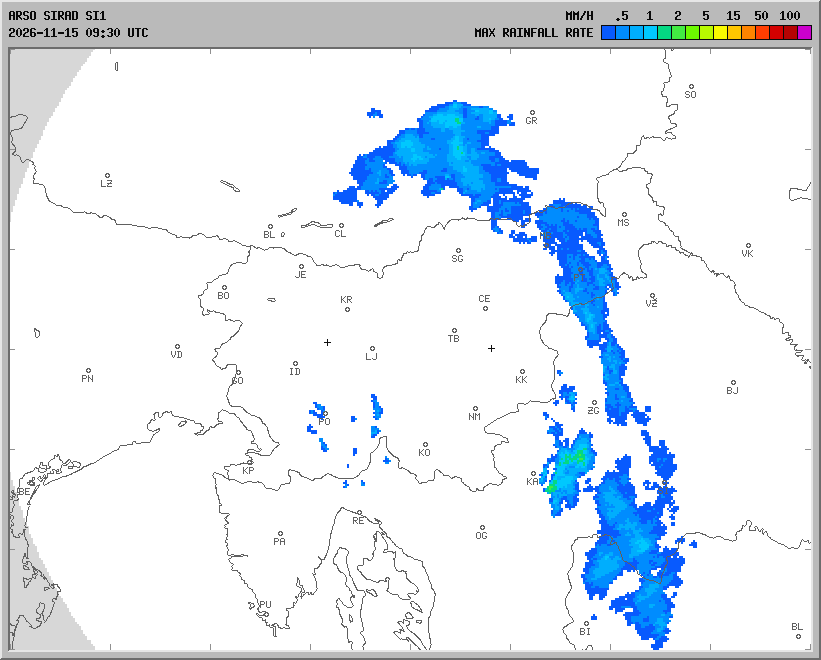 ARSO SIRAD SI1
2026-11-15 09:30 UTC
MM/H .5 1 2 5 15 50 100
MAX RAINFALL RATE
SO
GR
LZ
MS
BL
CL
VK
SG
JE
BO
KR
CE
VZ
TB
VD
LJ
PN
GO
ID
KK
BJ
ZG
NM
PO
KO
KP
KA
BE
RE
PA
OG
PU
BI
BL